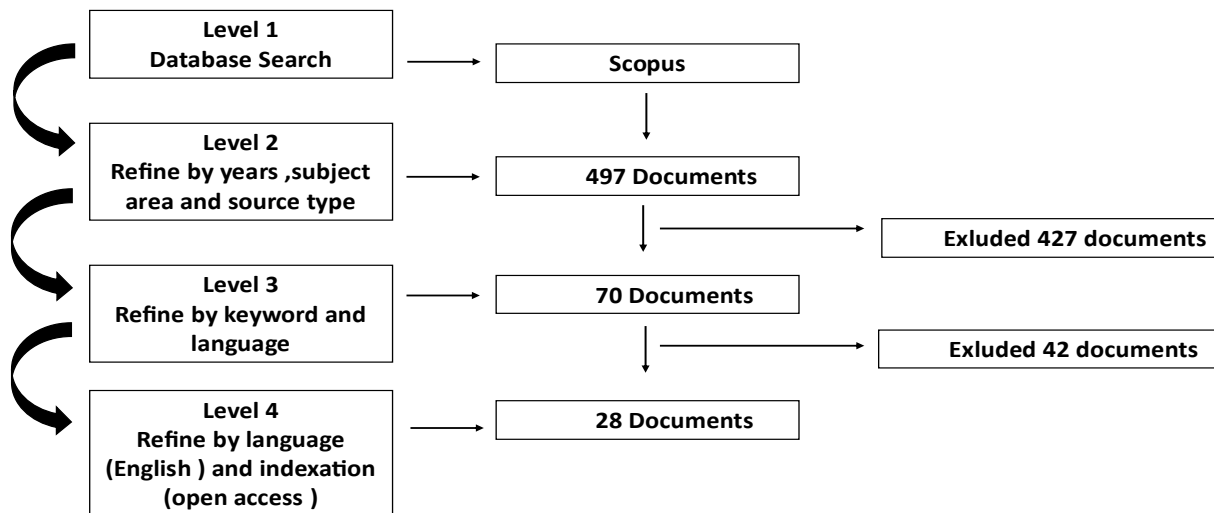 Level 1
Database Search
Scopus
Level 2
Refine by years ,subject
area and source type
497 Documents
Exluded 427 documents
Level 3
Refine by keyword and
language
70 Documents
Exluded 42 documents
Level 4
Refine by language
(English ) and indexation
(open access )
28 Documents